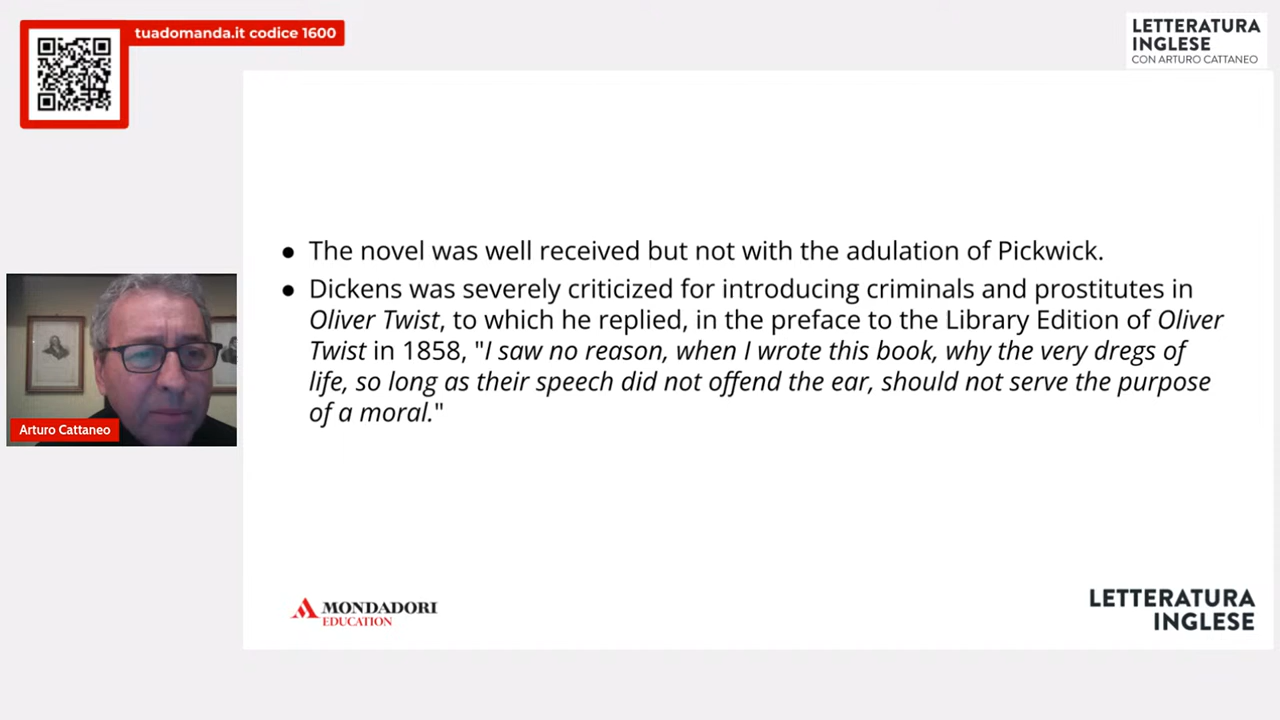 tuadomanda.it codice 1600
LETTERATURA
INGLESE
CON ARTURO CATTANEO
● The novel was well received but not with the adulation of Pickwick.
● Dickens was severely criticized for introducing criminals and prostitutes in
Oliver Twist, to which he replied, in the preface to the Library Edition of Oliver
Twist in 1858, "I saw no reason, when I wrote this book, why the very dregs of
life, so long as their speech did not offend the ear, should not serve the purpose
of a moral."
Arturo Cattaneo
MONDADORI
EDUCATION
LETTERATURA
INGLESE